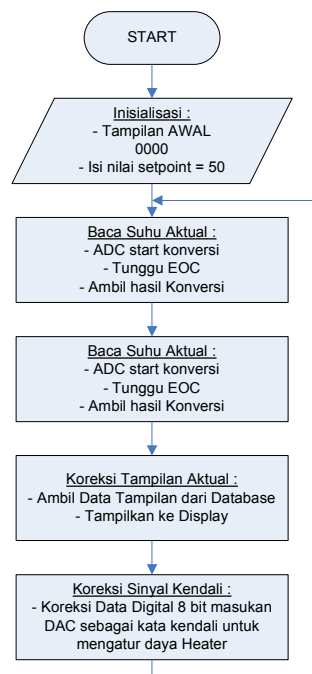 START
Inisialisasi :
- Tampilan AWAL
0000
- Isi nilai setpoint = 50
Baca Suhu Aktual :
- ADC start konversi
- Tunggu EOC
- Ambil hasil Konversi
Baca Suhu Aktual :
- ADC start konversi
- Tunggu EOC
- Ambil hasil Konversi
Koreksi Tampilan Aktual :
- Ambil Data Tampilan dari Database
- Tampilkan ke Display
Koreksi Sinyal Kendali :
- Koreksi Data Digital 8 bit masukan
DAC sebagai kata kendali untuk
mengatur daya Heater